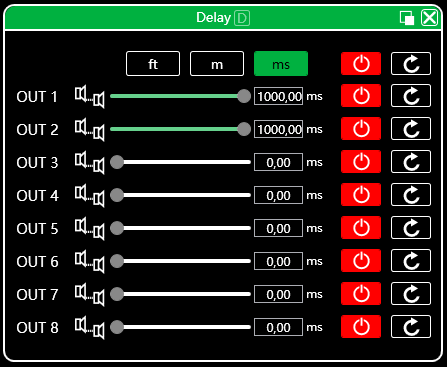 Delay D
ft m ms
OUT 1 1000,00 ms
OUT 2 1000,00 ms
OUT 3 0,00 ms
OUT 4 0,00 ms
OUT 5 0,00 ms
OUT 6 0,00 ms
OUT 7 0,00 ms
OUT 8 0,00 ms